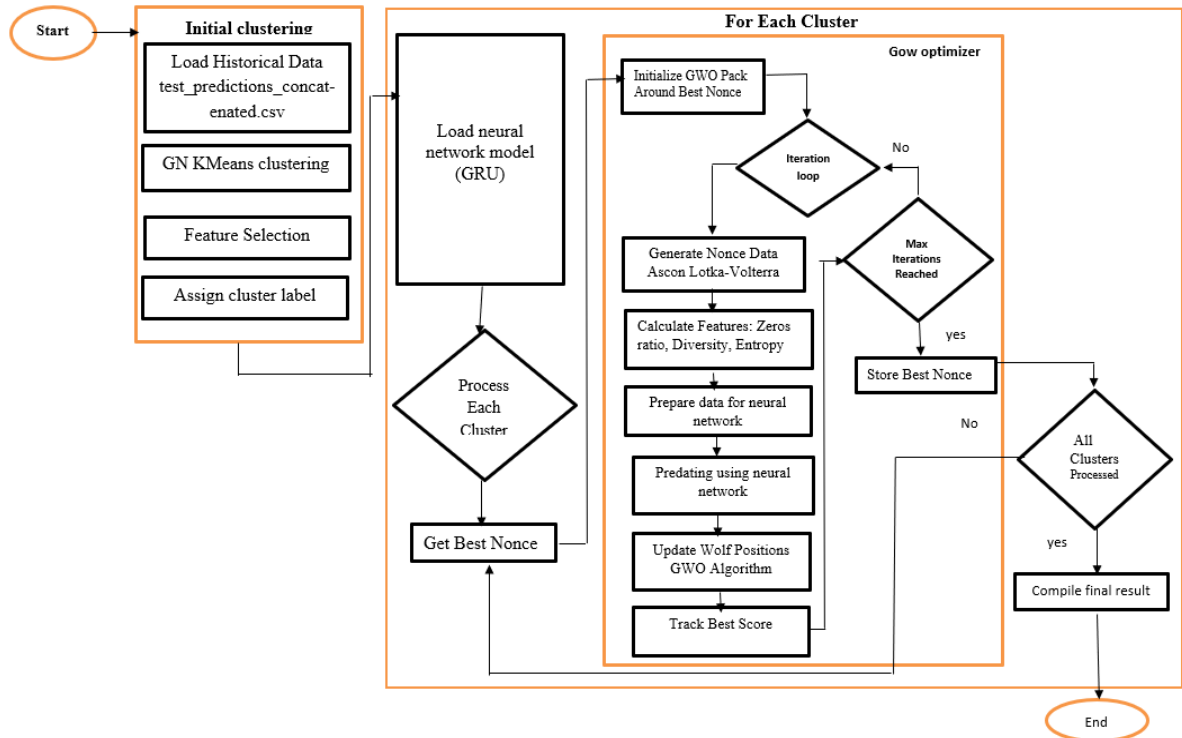 Start
Initial clustering
Load Historical Data
test_predictions_concat-
enated.csv
GN KMeans clustering
Feature Selection
Assign cluster label
For Each Cluster
Load neural
network model
(GRU)
Process
Each
Cluster
Get Best Nonce
Gow optimizer
Initialize GWO Pack
Around Best Nonce
Iteration
loop
No
Max
Iterations
Reached
Generate Nonce Data
Ascon Lotka-Volterra
Calculate Features: Zeros
ratio, Diversity, Entropy
Prepare data for neural
network
Predating using neural
network
Update Wolf Positions
GWO Algorithm
Track Best Score
yes
Store Best Nonce
No
All
Clusters
Processed
yes
Compile final result
End